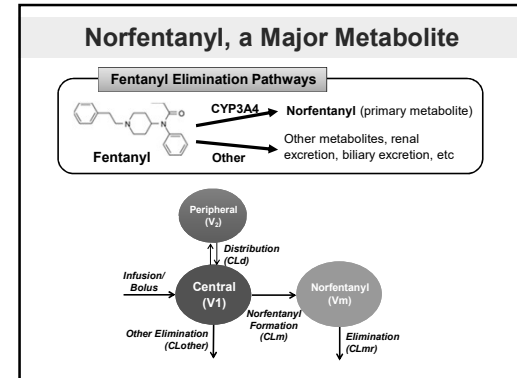 Norfentanyl, a Major Metabolite
Fentanyl Elimination Pathways
CYP3A4
Norfentanyl (primary metabolite)
N
N
O
Fentanyl
Other
Other metabolites, renal
excretion, biliary excretion, etc
Peripheral
(V2)
Distribution
(CLd)
Infusion/
Bolus
Central
(V1)
Norfentanyl
Formation
(CLm)
Norfentanyl
(Vm)
Other Elimination
(CLother)
Elimination
(CLmr)